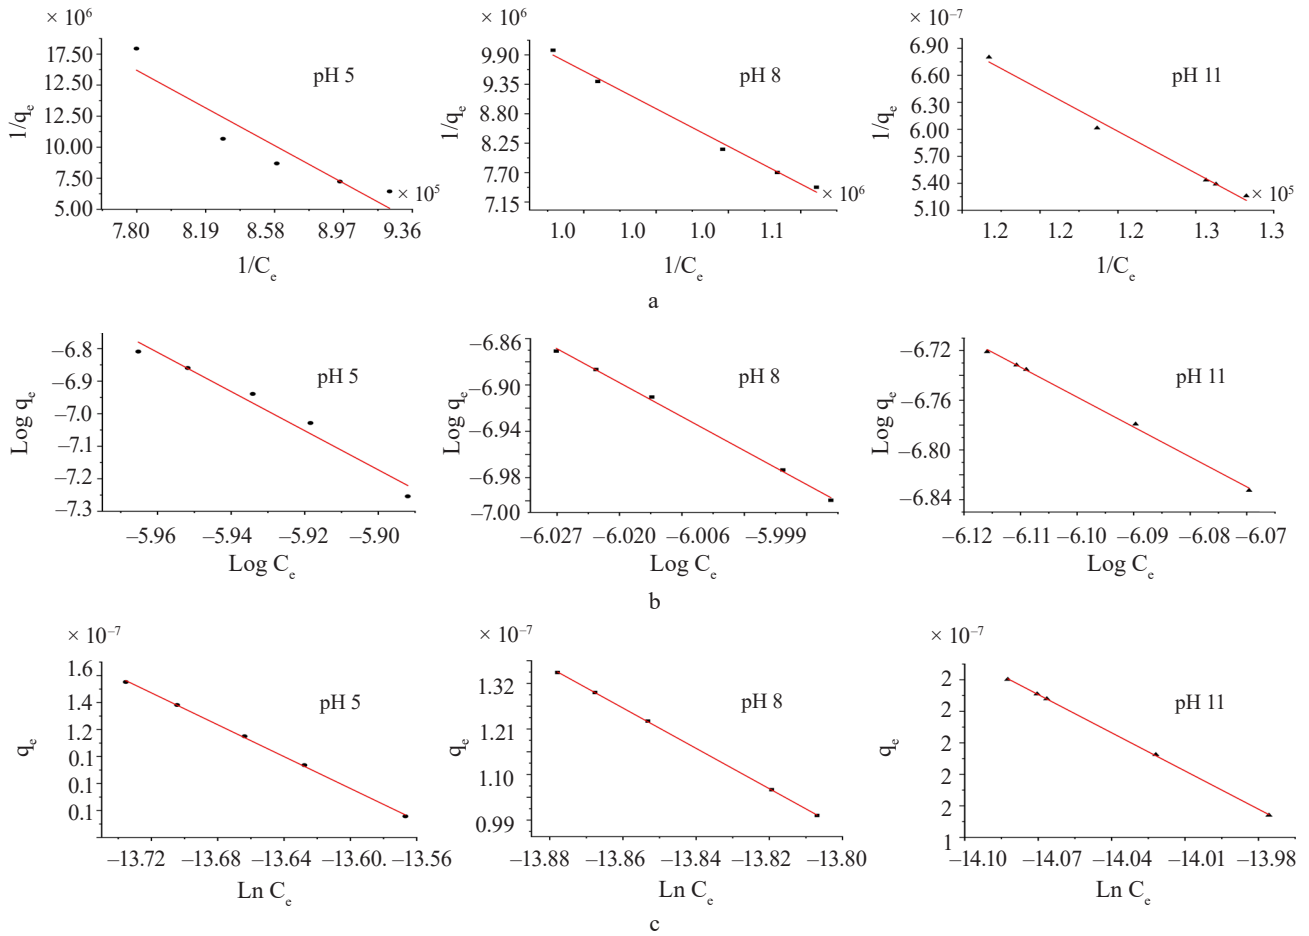 × 10⁶
17.50
12.50
12.50
10.00
7.50
5.00
1/qₑ
pH 5
× 10⁵
7.80 8.19 8.58 8.97 9.36
1/Cₑ
× 10⁶
9.90
9.35
8.80
8.25
7.70
7.15
1/qₑ
pH 8
× 10⁶
1.0 1.0 1.0 1.1
1/Cₑ
× 10⁻⁷
6.90
6.60
6.30
6.00
5.70
5.40
5.10
1/qₑ
pH 11
× 10⁵
1.2 1.2 1.2 1.3 1.3
1/Cₑ
a
−6.8
−6.9
−7.0
−7.1
−7.2
−7.3
Log qₑ
pH 5
−5.96 −5.94 −5.92 −5.90
Log Cₑ
−6.86
−6.90
−6.94
−6.98
−7.00
Log qₑ
pH 8
−6.027 −6.020 −6.006 −5.999
Log Cₑ
−6.72
−6.76
−6.80
−6.84
Log qₑ
pH 11
−6.12 −6.11 −6.10 −6.09 −6.08 −6.07
Log Cₑ
b
× 10⁻⁷
1.6
1.4
1.2
0.1
0.1
0.1
qₑ
pH 5
−13.72 −13.68 −13.64 −13.60 −13.56
Ln Cₑ
× 10⁻⁷
1.32
1.21
1.10
0.99
qₑ
pH 8
−13.88 −13.86 −13.84 −13.82 −13.80
Ln Cₑ
× 10⁻⁷
2
2
2
2
2
1
qₑ
pH 11
−14.10 −14.07 −14.04 −14.01 −13.98
Ln Cₑ
c